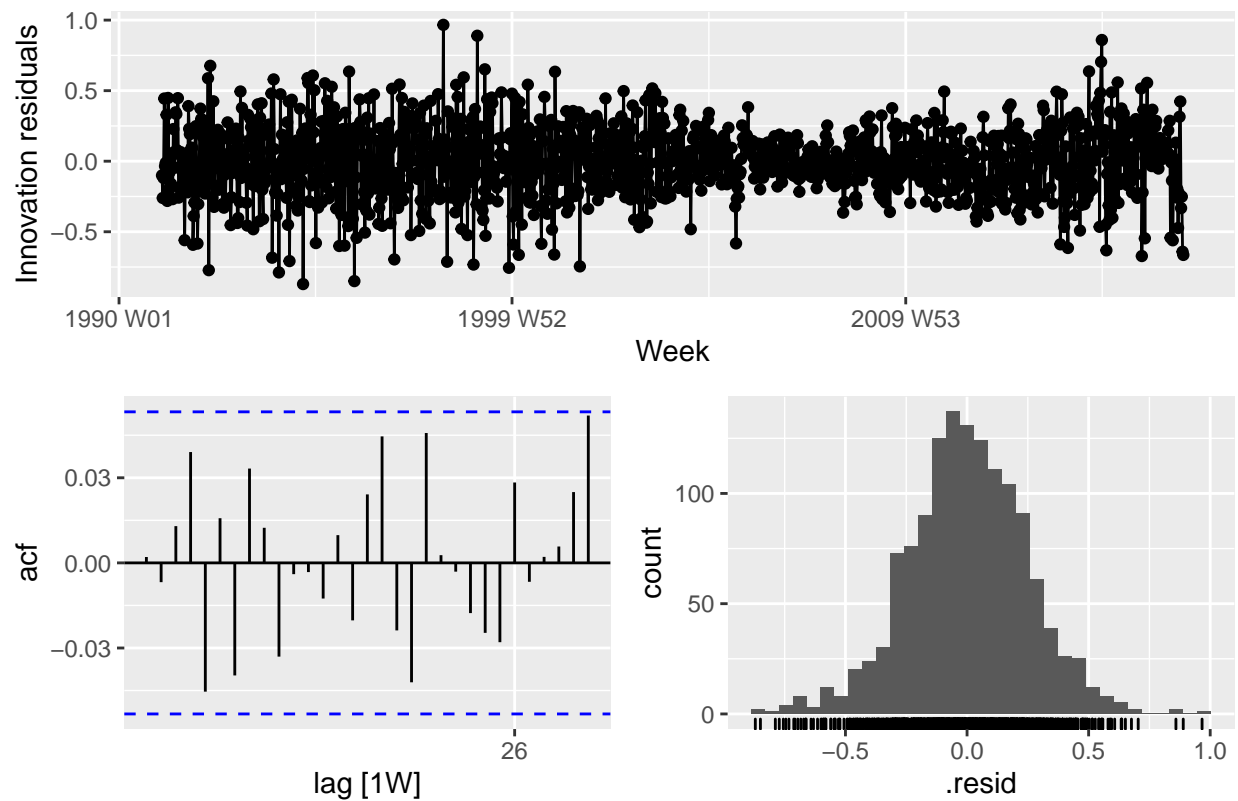 1.0
0.5
0.0
−0.5
Innovation residuals
1990 W01
1999 W52
2009 W53
Week
0.03
0.00
−0.03
acf
26
lag [1W]
100
50
0
count
−0.5
0.0
0.5
1.0
.resid